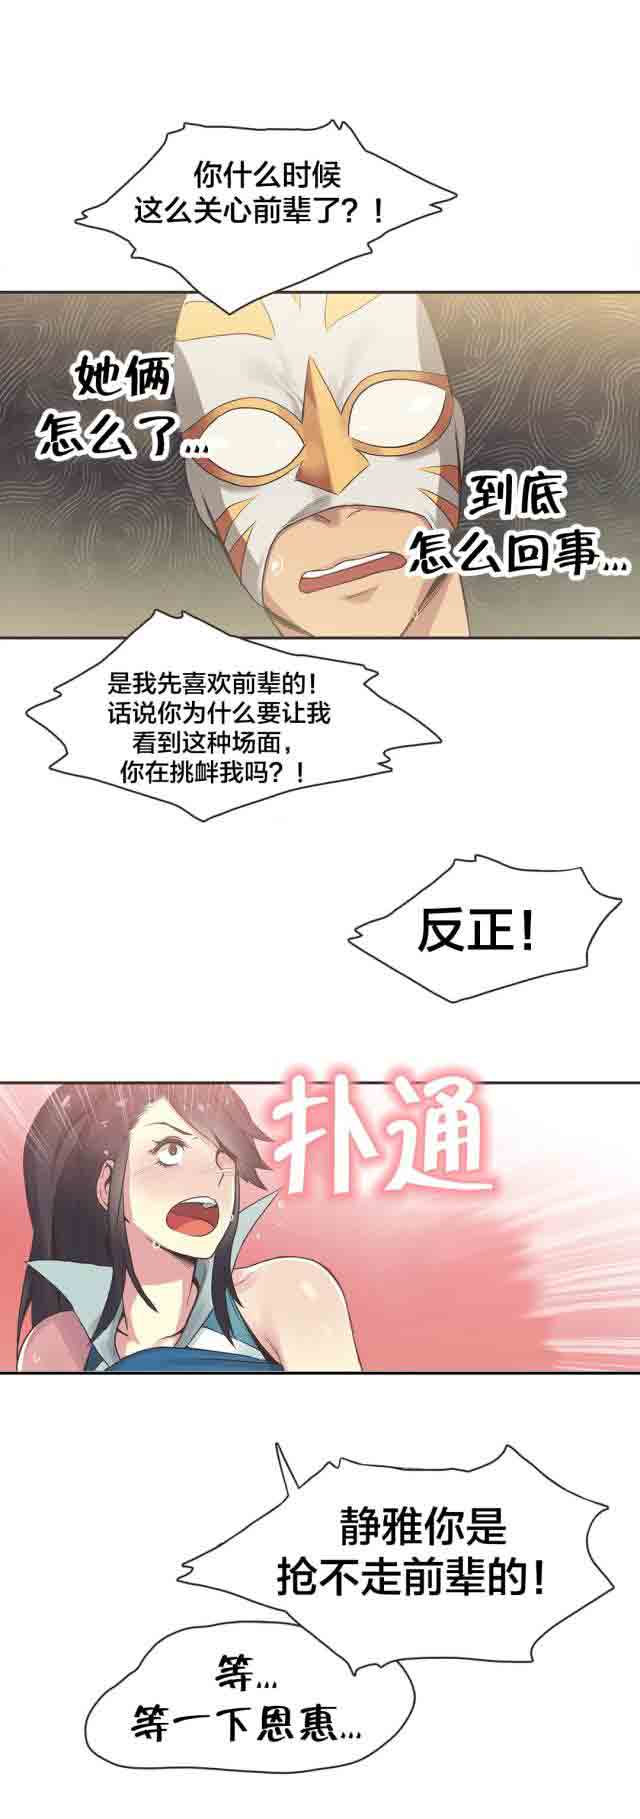 你什么时候
这么关心前辈了?!
她俩
怎么了...
到底
怎么回事...
是我先喜欢前辈的!
话说你为什么要让我
看到这种场面，
你在挑衅我吗?!
反正!
扑通
静雅你是
抢不走前辈的!
等...
等一下恩惠...